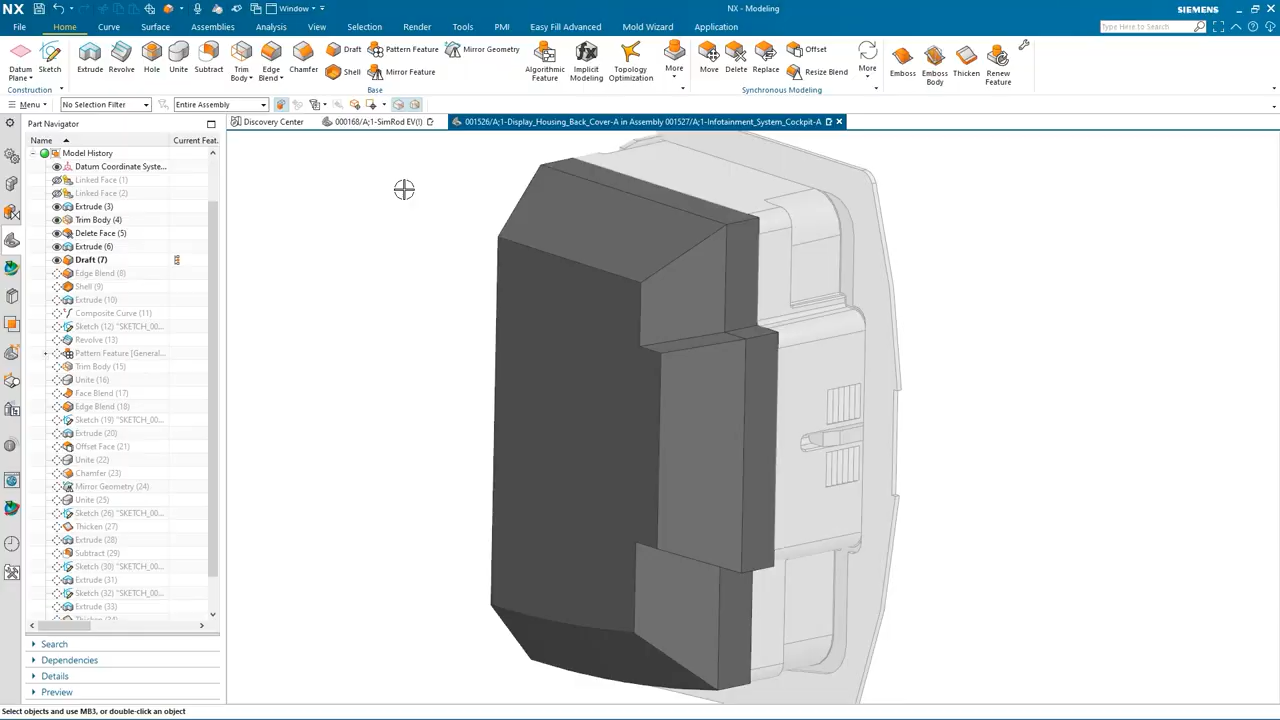 NX
Window
NX - Modeling
SIEMENS
File Home Curve Surface Assemblies Analysis View Selection Render Tools PMI Easy Fill Advanced Mold Wizard Application
Type Here to Search
Datum Plane Sketch
Construction
Extrude Revolve Hole Unite Subtract Trim Body Edge Blend Chamfer
Draft Pattern Feature Mirror Geometry
Shell Mirror Feature
Algorithmic Feature Implicit Modeling Topology Optimization More
Base
Move Delete Replace Offset Resize Blend More
Synchronous Modeling
Emboss Emboss Body Thicken Renew Feature
Menu No Selection Filter Entire Assembly
Part Navigator
Discovery Center
000168/A;1-SimRod EV(!)
001526/A;1-Display_Housing_Back_Cover-A in Assembly 001527/A;1-Infotainment_System_Cockpit-A
Name Current Feat.
Model History
Datum Coordinate Syste...
Linked Face (1)
Linked Face (2)
Extrude (3)
Trim Body (4)
Delete Face (5)
Extrude (6)
Draft (7)
Edge Blend (8)
Shell (9)
Extrude (10)
Composite Curve (11)
Sketch (12) "SKETCH_00...
Revolve (13)
Pattern Feature [General...
Trim Body (15)
Unite (16)
Face Blend (17)
Edge Blend (18)
Sketch (19) "SKETCH_00...
Extrude (20)
Offset Face (21)
Unite (22)
Chamfer (23)
Mirror Geometry (24)
Unite (25)
Sketch (26) "SKETCH_00...
Thicken (27)
Extrude (28)
Subtract (29)
Sketch (30) "SKETCH_00...
Extrude (31)
Sketch (32) "SKETCH_00...
Extrude (33)
Thicken (34)
Search
Dependencies
Details
Preview
Select objects and use MB3, or double-click an object